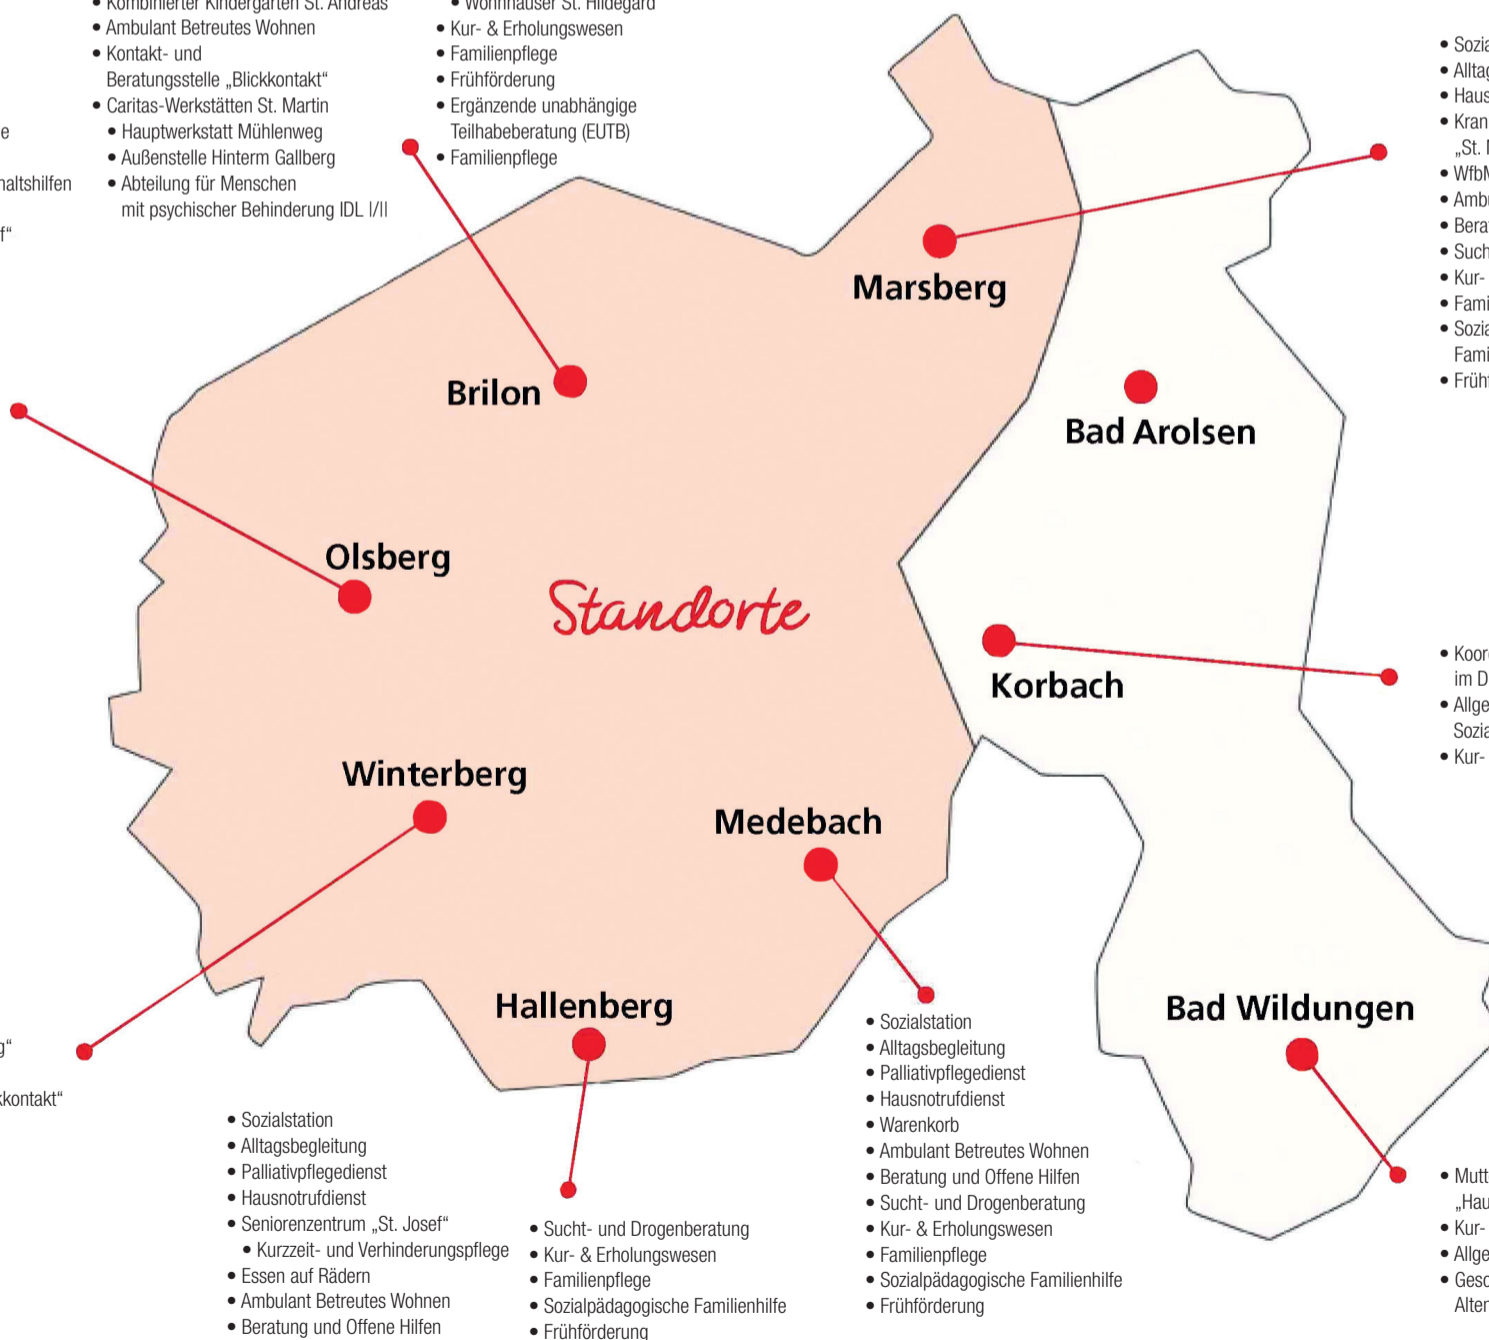 • Kombinierter Kindergarten St. Andreas
• Ambulant Betreutes Wohnen
• Kontakt- und
Beratungsstelle „Blickkontakt“
• Caritas-Werkstätten St. Martin
• Hauptwerkstatt Mühlenweg
• Außenstelle Hinterm Gallberg
• Abteilung für Menschen
mit psychischer Behinderung IDL I/II
• Wohnhäuser St. Hildegard
• Kur- & Erholungswesen
• Familienpflege
• Frühförderung
• Ergänzende unabhängige
Teilhabeberatung (EUTB)
• Familienpflege
Marsberg
Brilon
Bad Arolsen
Olsberg
Standorte
Korbach
Winterberg
Medebach
Hallenberg
Bad Wildungen
• Sozialstation
• Alltagsbegleitung
• Palliativpflegedienst
• Hausnotrufdienst
• Seniorenzentrum „St. Josef“
• Kurzzeit- und Verhinderungspflege
• Essen auf Rädern
• Ambulant Betreutes Wohnen
• Beratung und Offene Hilfen
• Sucht- und Drogenberatung
• Kur- & Erholungswesen
• Familienpflege
• Sozialpädagogische Familienhilfe
• Frühförderung
• Sozialstation
• Alltagsbegleitung
• Palliativpflegedienst
• Hausnotrufdienst
• Warenkorb
• Ambulant Betreutes Wohnen
• Beratung und Offene Hilfen
• Sucht- und Drogenberatung
• Kur- & Erholungswesen
• Familienpflege
• Sozialpädagogische Familienhilfe
• Frühförderung